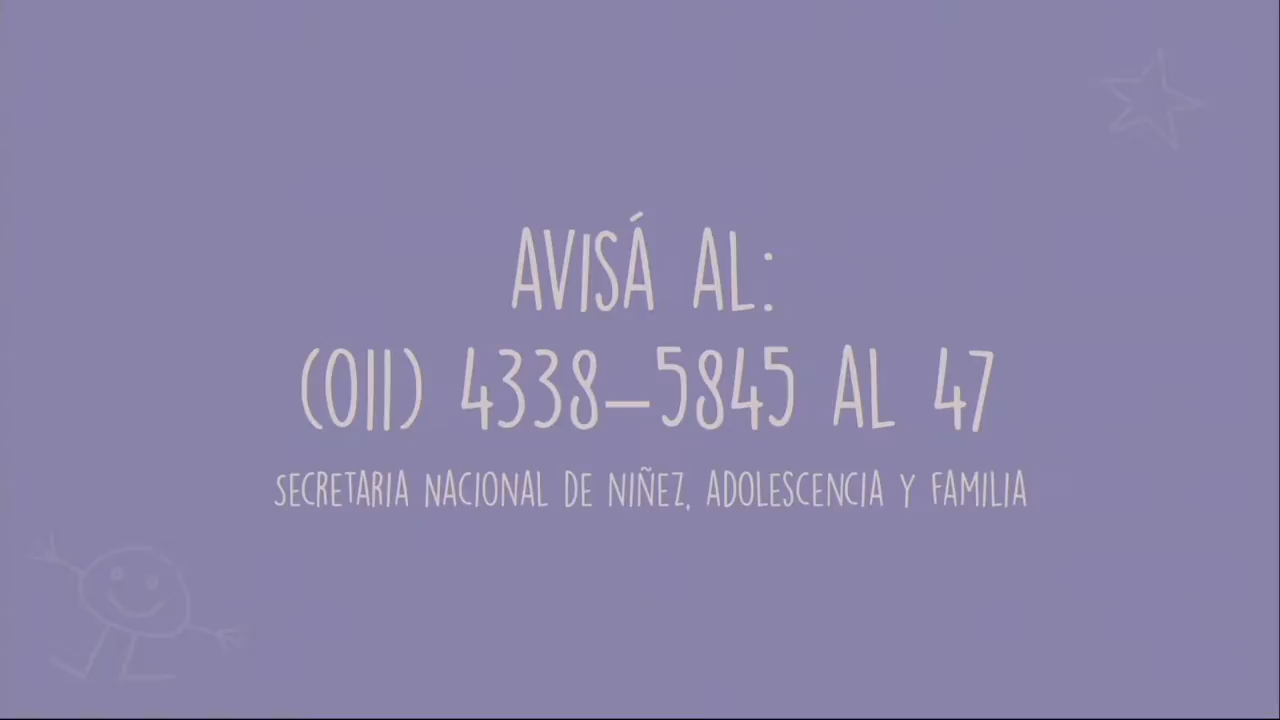 AVISÁ AL:
(011) 4338-5845 AL 47
SECRETARIA NACIONAL DE NIÑEZ, ADOLESCENCIA Y FAMILIA